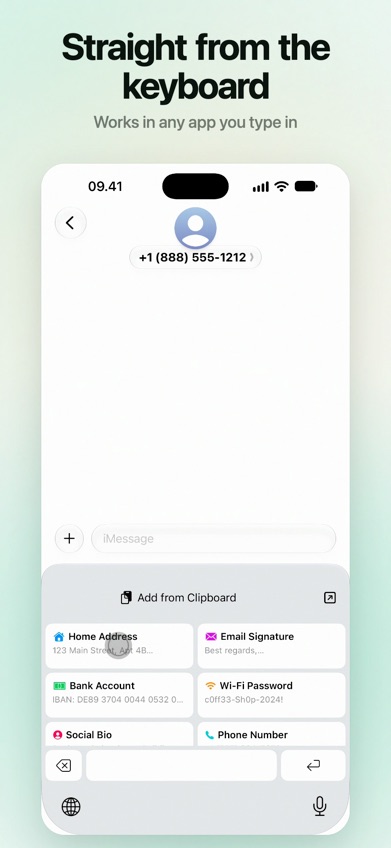 Straight from the
keyboard
Works in any app you type in
09.41
+1 (888) 555-1212
iMessage
Add from Clipboard
Home Address
123 Main Street, Apt 4B...
Email Signature
Best regards,...
Bank Account
IBAN: DE89 3704 0044 0532 0...
Wi-Fi Password
c0ff33-Sh0p-2024!
Social Bio
Phone Number